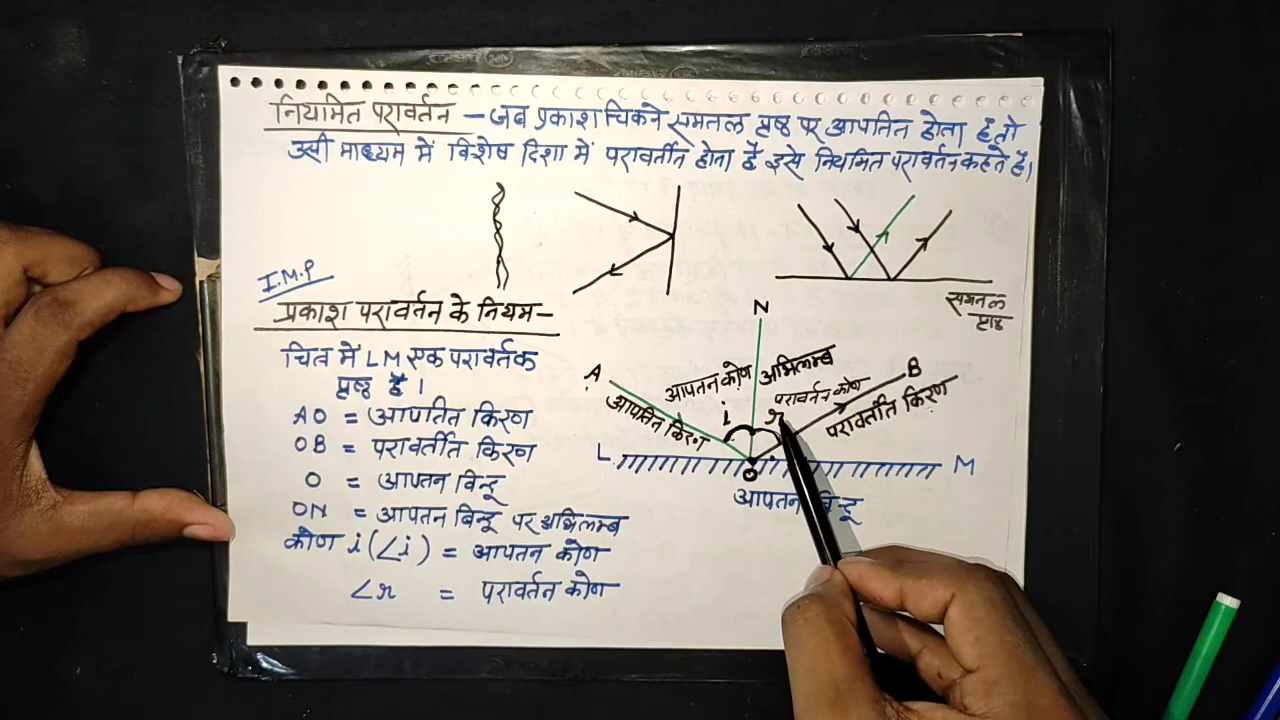 नियामित परावर्तन – जब प्रकाश चिकने समतल पृष्ठ पर आपतित होता है तो
उसी माध्यम में विशेष दिशा में परावर्तीत होता है इसे नियमित परावर्तन कहते है।
समतल
पृष्ठ
I.M.P
प्रकाश परावर्तन के नियम–
चित्र में LM एक परावर्तक
पृष्ठ है।
AO = आपतित किरण
OB = परावर्तीत किरण
O = आपतन बिन्दू
ON = आपतन बिन्दू पर अभिलम्ब
कोण i(∠i) = आपतन कोण
∠r = परावर्तन कोण
N
A
आपतन कोण
अभिलम्ब
B
परावर्तन कोण
आपतित किरण
i
r
परावर्तीत किरण
L
M
O
आपतन बिन्दू